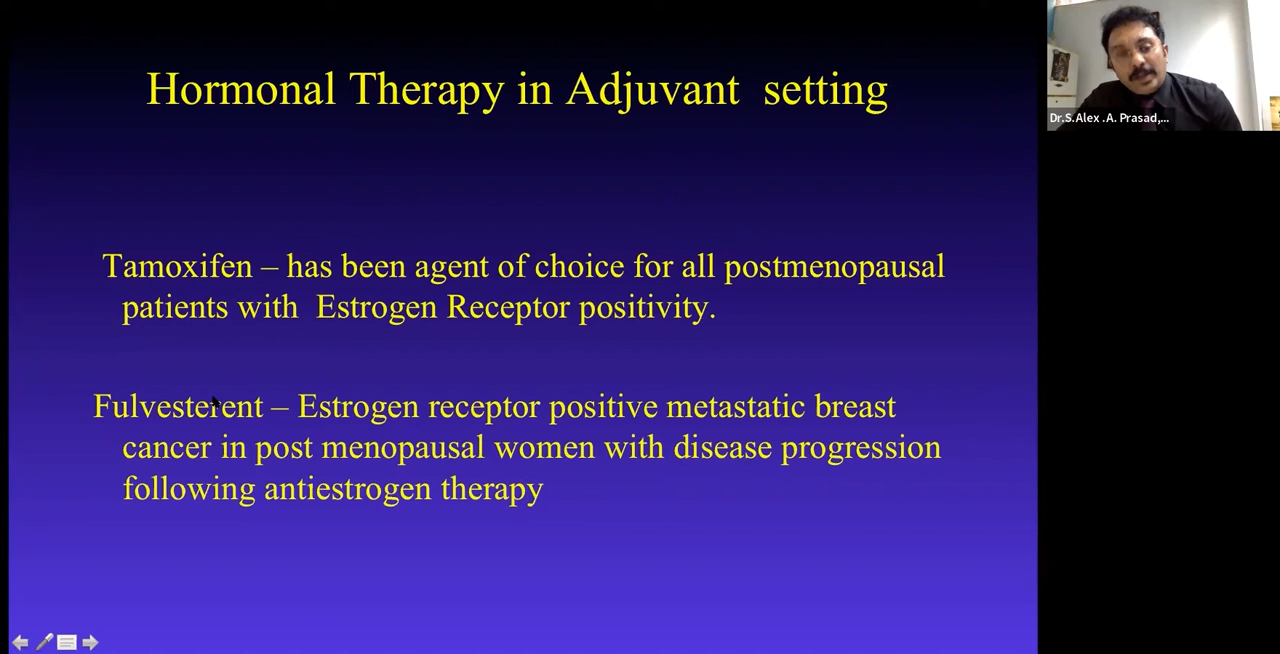 Hormonal Therapy in Adjuvant setting
Tamoxifen – has been agent of choice for all postmenopausal
patients with Estrogen Receptor positivity.
Fulvesterent – Estrogen receptor positive metastatic breast
cancer in post menopausal women with disease progression
following antiestrogen therapy
Dr.S.Alex .A. Prasad,...